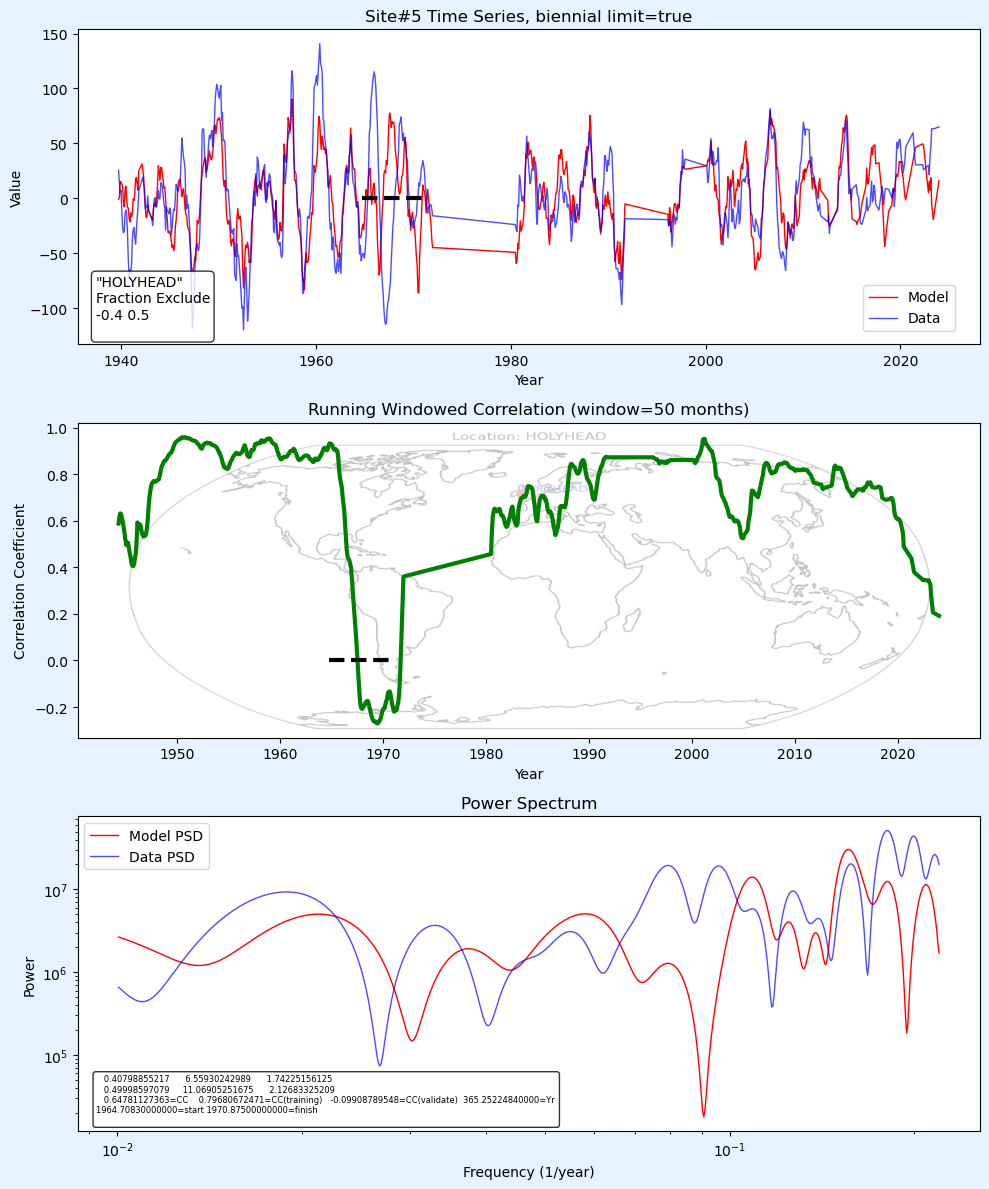 Site#5 Time Series, biennial limit=true
Value
150
100
50
0
−50
−100
"HOLYHEAD"
Fraction Exclude
-0.4 0.5
Model
Data
1940
1960
1980
2000
2020
Year
Running Windowed Correlation (window=50 months)
Location: HOLYHEAD
HOLYHEAD
Correlation Coefficient
1.0
0.8
0.6
0.4
0.2
0.0
−0.2
1950
1960
1970
1980
1990
2000
2010
2020
Year
Power Spectrum
Model PSD
Data PSD
Power
10⁷
10⁶
10⁵
0.40798855217 6.55930242989 1.74225156125
0.49998597079 11.06905251675 2.12683325209
0.64781127363=CC 0.79680672471=CC(training) -0.09908789548=CC(validate) 365.25224840000=Yr
1964.70830000000=start 1970.87500000000=finish
10⁻²
10⁻¹
Frequency (1/year)